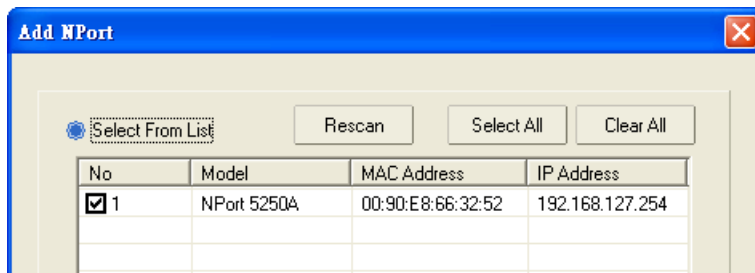 Add NPort
Select From List Rescan Select All Clear All
No Model MAC Address IP Address
1 NPort 5250A 00:90:E8:66:32:52 192.168.127.254